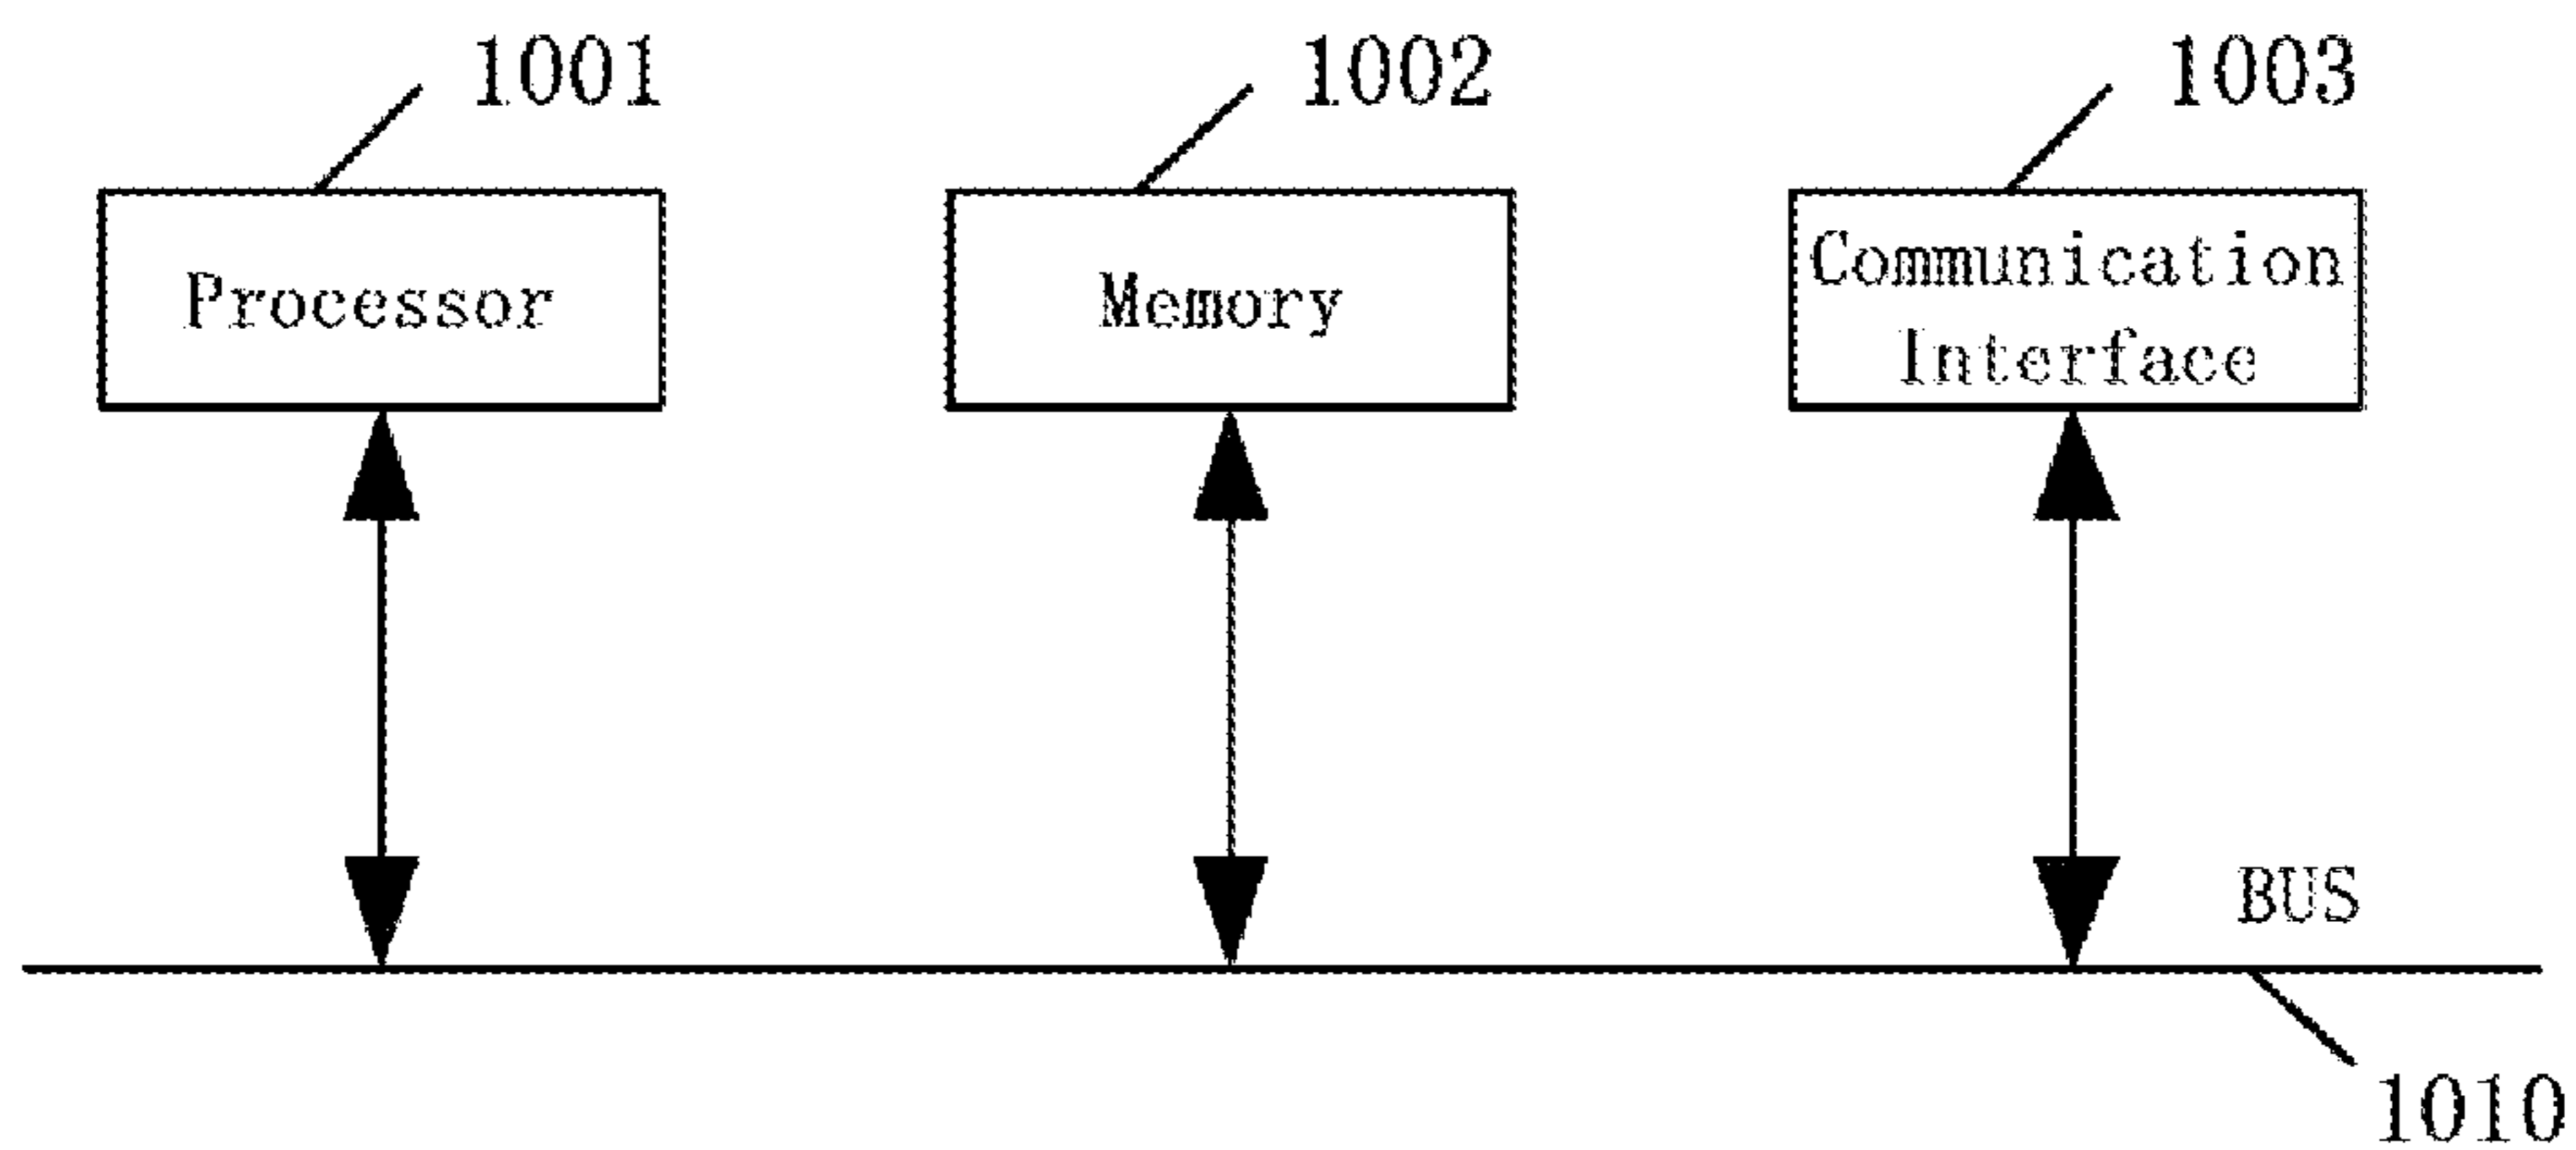 1001
1002
1003
Processor
Memory
Communication
Interface
BUS
1010